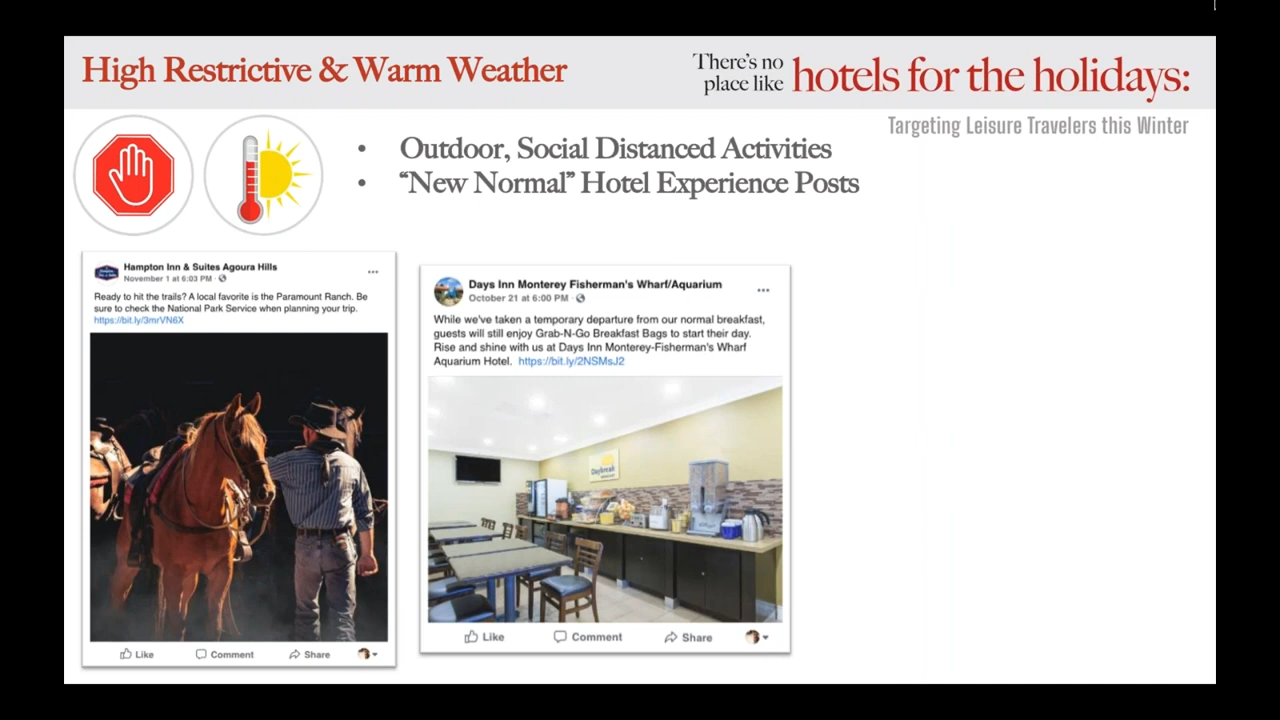 High Restrictive & Warm Weather
There's no
place like
hotels for the holidays:
Targeting Leisure Travelers this Winter
• Outdoor, Social Distanced Activities
• “New Normal” Hotel Experience Posts
Hampton Inn & Suites Agoura Hills
November 1 at 6:03 PM ·
Ready to hit the trails? A local favorite is the Paramount Ranch. Be
sure to check the National Park Service when planning your trip.
https://bit.ly/3mrVN6X
Like Comment Share
Days Inn Monterey Fisherman's Wharf/Aquarium
October 21 at 6:00 PM ·
While we've taken a temporary departure from our normal breakfast,
guests will still enjoy Grab-N-Go Breakfast Bags to start their day.
Rise and shine with us at Days Inn Monterey-Fisherman's Wharf
Aquarium Hotel. https://bit.ly/2NSMsJ2
Daybreak
Like Comment Share